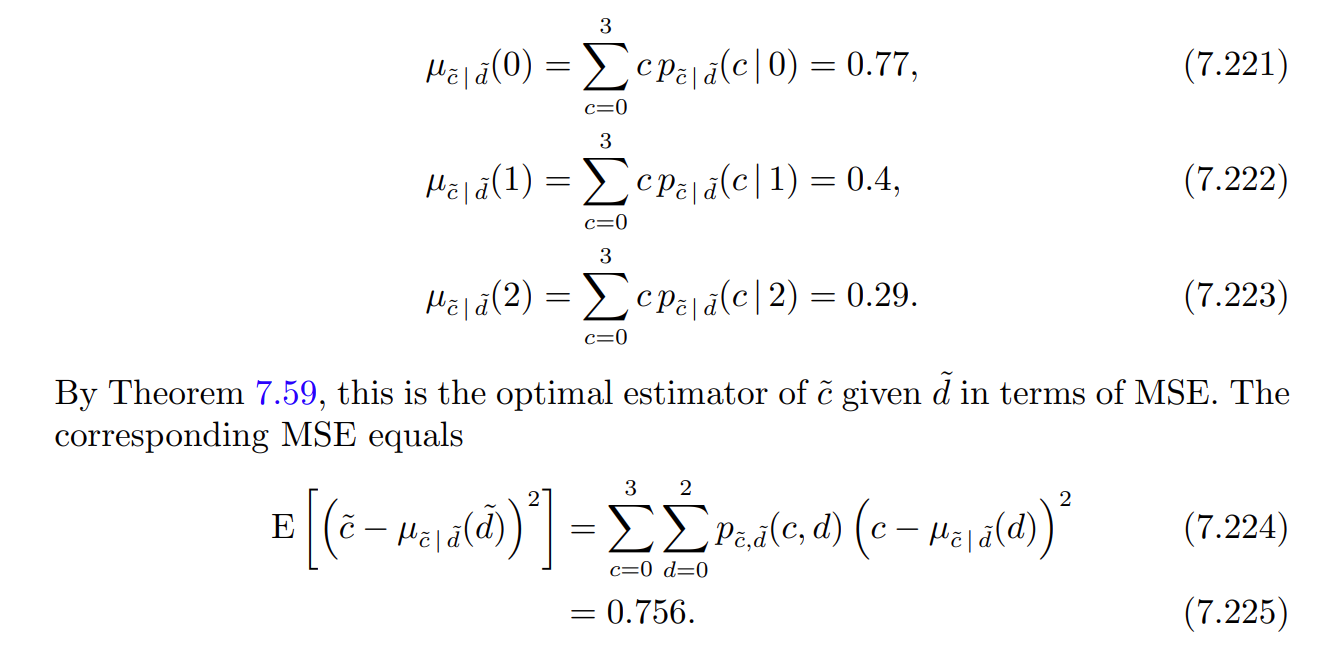 μ_{c̃ | d̃}(0) = ∑_{c=0}^{3} c p_{c̃ | d̃}(c | 0) = 0.77, (7.221)
μ_{c̃ | d̃}(1) = ∑_{c=0}^{3} c p_{c̃ | d̃}(c | 1) = 0.4, (7.222)
μ_{c̃ | d̃}(2) = ∑_{c=0}^{3} c p_{c̃ | d̃}(c | 2) = 0.29. (7.223)
By Theorem 7.59, this is the optimal estimator of c̃ given d̃ in terms of MSE. The
corresponding MSE equals
E[(c̃ − μ_{c̃ | d̃}(d̃))^2] = ∑_{c=0}^{3} ∑_{d=0}^{2} p_{c̃,d̃}(c, d) (c − μ_{c̃ | d̃}(d))^2 (7.224)
= 0.756. (7.225)